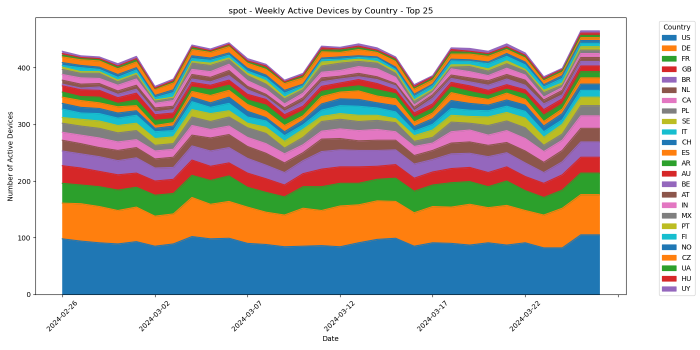 spot - Weekly Active Devices by Country - Top 25
Number of Active Devices
400
300
200
100
0
2024-02-26
2024-03-02
2024-03-07
2024-03-12
2024-03-17
2024-03-22
Date
Country
US
DE
FR
GB
BR
NL
CA
PL
SE
IT
CH
ES
AR
AU
BE
AT
IN
MX
PT
FI
NO
CZ
UA
HU
UY